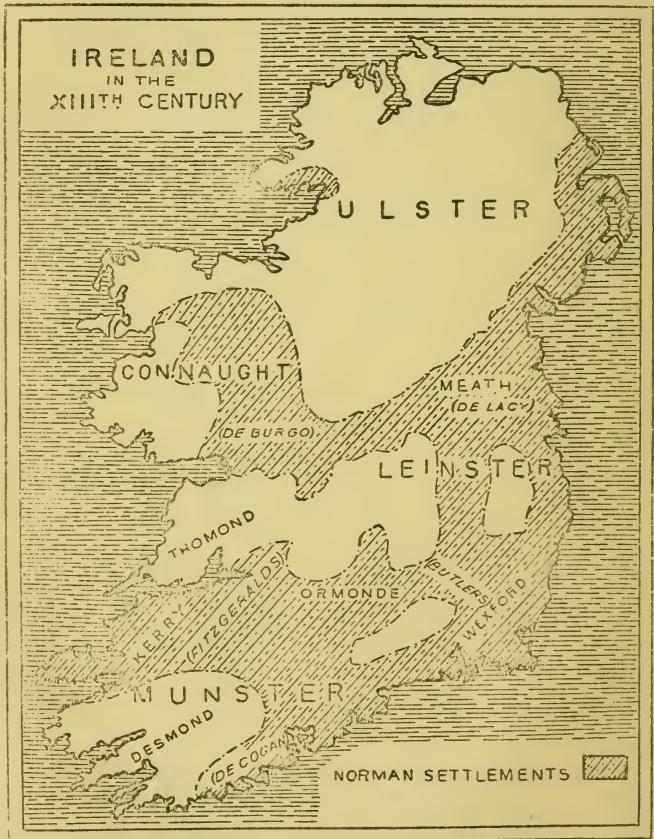 IRELAND
IN THE
XIIITH CENTURY
ULSTER
CONNAUGHT
(DE BURGO)
MEATH
(DE LACY)
LEINSTER
THOMOND
ORMONDE
(BUTLERS)
WEXFORD
KERRY
(FITZGERALDS)
MUNSTER
DESMOND
(DE COGAN)
NORMAN SETTLEMENTS